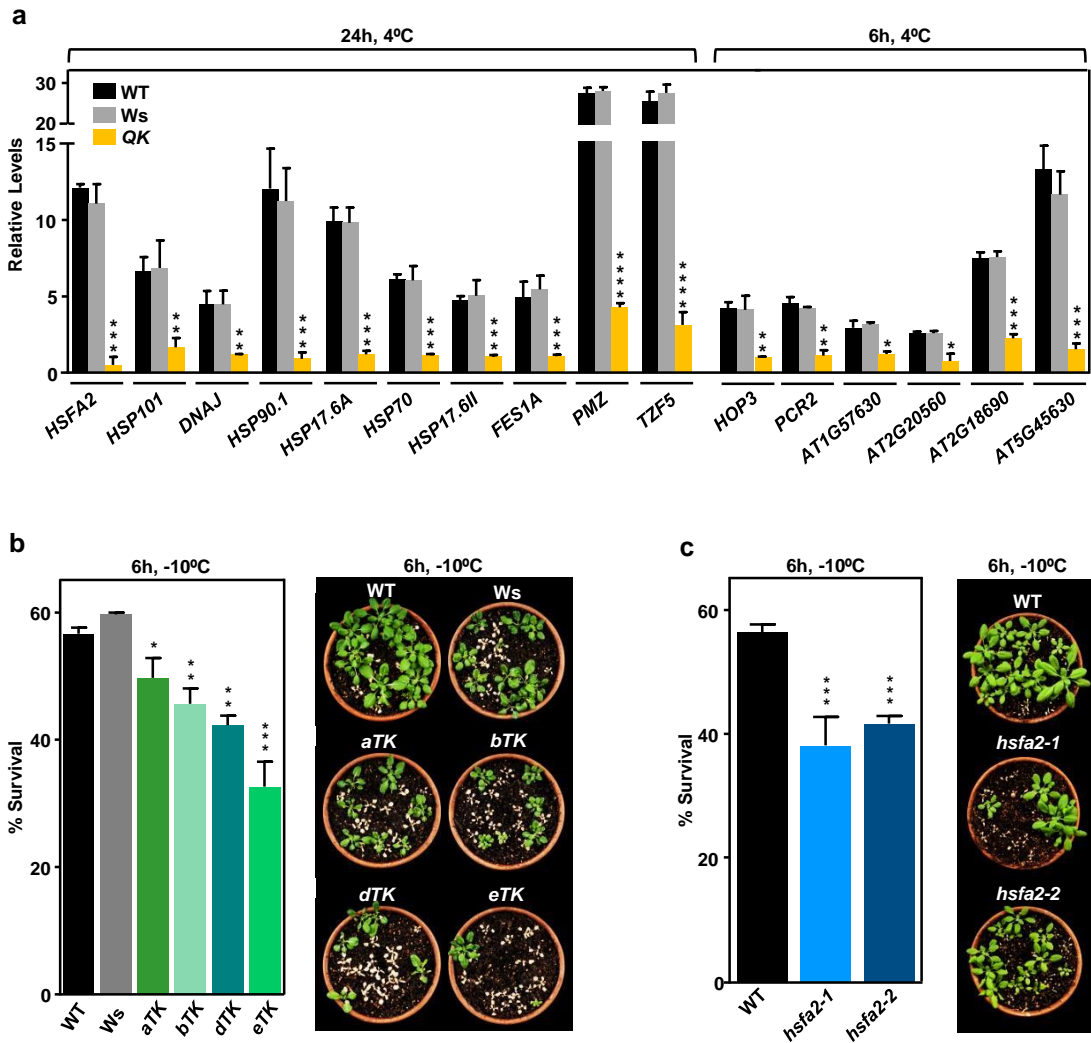 a
24h, 4ºC
6h, 4ºC
30
20
15
10
5
0
Relative Levels
WT
Ws
QK
***
**
**
***
***
***
***
***
****
****
**
**
*
*
***
***
HSFA2
HSP101
DNAJ
HSP90.1
HSP17.6A
HSP70
HSP17.6II
FES1A
PMZ
TZF5
HOP3
PCR2
AT1G57630
AT2G20560
AT2G18690
AT5G45630
b
6h, -10ºC
60
40
20
0
% Survival
*
**
**
***
WT
Ws
aTK
bTK
dTK
eTK
6h, -10ºC
WT
Ws
aTK
bTK
dTK
eTK
c
6h, -10ºC
60
40
20
0
% Survival
***
***
WT
hsfa2-1
hsfa2-2
6h, -10ºC
WT
hsfa2-1
hsfa2-2